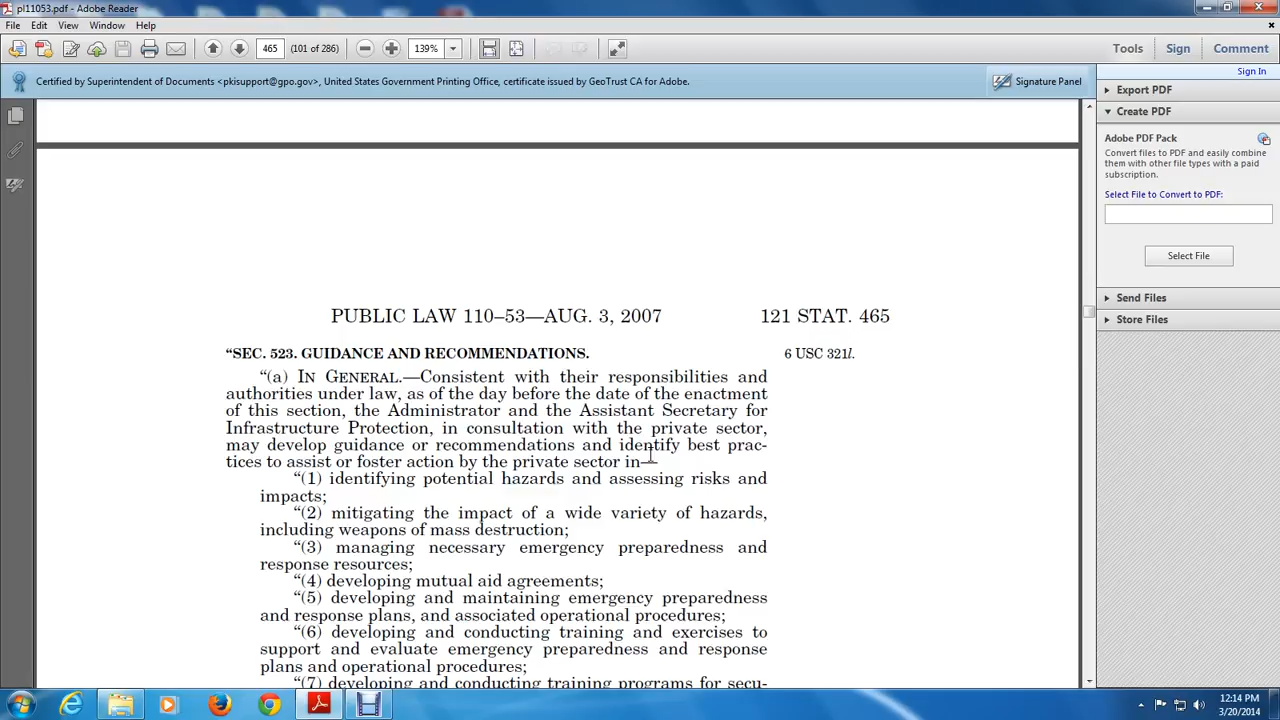 pl11053.pdf - Adobe Reader
File Edit View Window Help
465 (101 of 286) 139% Tools Sign Comment
Certified by Superintendent of Documents <pkisupport@gpo.gov>, United States Government Printing Office, certificate issued by GeoTrust CA for Adobe. Signature Panel
Sign In
Export PDF
Create PDF
Adobe PDF Pack
Convert files to PDF and easily combine
them with other file types with a paid
subscription.
Select File to Convert to PDF:
Select File
Send Files
Store Files
PUBLIC LAW 110–53—AUG. 3, 2007 121 STAT. 465
“SEC. 523. GUIDANCE AND RECOMMENDATIONS. 6 USC 321l.
“(a) IN GENERAL.—Consistent with their responsibilities and
authorities under law, as of the day before the date of the enactment
of this section, the Administrator and the Assistant Secretary for
Infrastructure Protection, in consultation with the private sector,
may develop guidance or recommendations and identify best prac-
tices to assist or foster action by the private sector in—
“(1) identifying potential hazards and assessing risks and
impacts;
“(2) mitigating the impact of a wide variety of hazards,
including weapons of mass destruction;
“(3) managing necessary emergency preparedness and
response resources;
“(4) developing mutual aid agreements;
“(5) developing and maintaining emergency preparedness
and response plans, and associated operational procedures;
“(6) developing and conducting training and exercises to
support and evaluate emergency preparedness and response
plans and operational procedures;
“(7) developing and conducting training programs for secu-
12:14 PM
3/20/2014